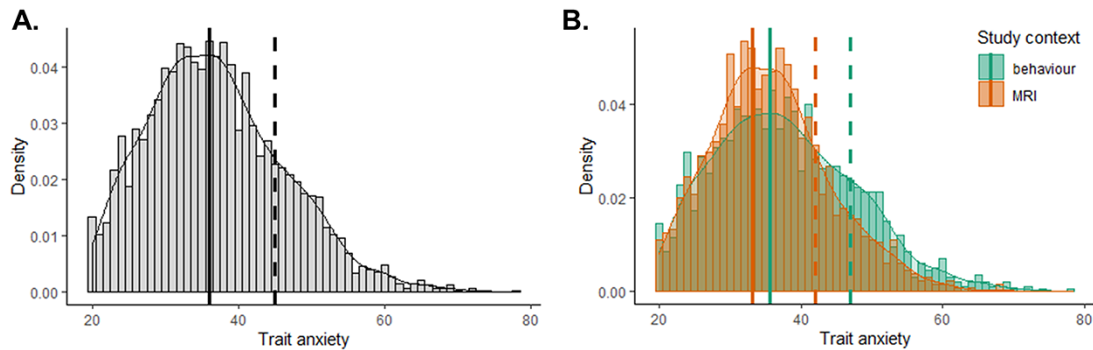 A.
Density
0.04
0.03
0.02
0.01
0.00
20
40
60
80
Trait anxiety
B.
Study context
behaviour
MRI
Density
0.04
0.02
0.00
20
40
60
80
Trait anxiety